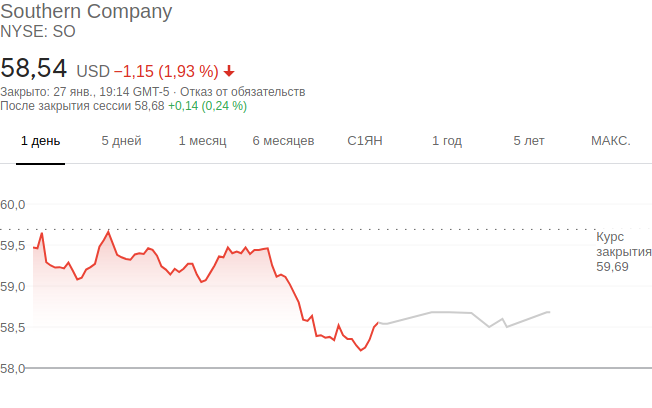 Southern Company
NYSE: SO
58,54 USD −1,15 (1,93 %)
Закрыто: 27 янв., 19:14 GMT-5 · Отказ от обязательств
После закрытия сессии 58,68 +0,14 (0,24 %)
1 день 5 дней 1 месяц 6 месяцев С1ЯН 1 год 5 лет МАКС.
60,0
59,5
59,0
58,5
58,0
Курс
закрытия
59,69